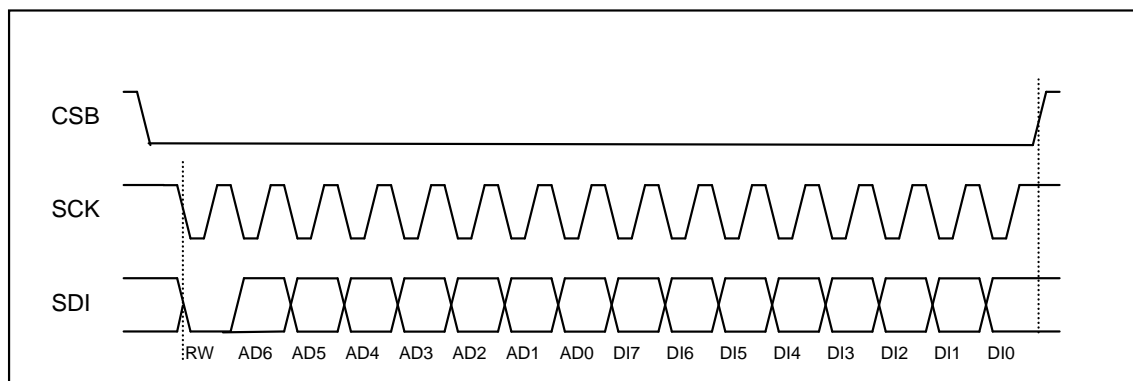 CSB
SCK
SDI
RW AD6 AD5 AD4 AD3 AD2 AD1 AD0 DI7 DI6 DI5 DI4 DI3 DI2 DI1 DI0